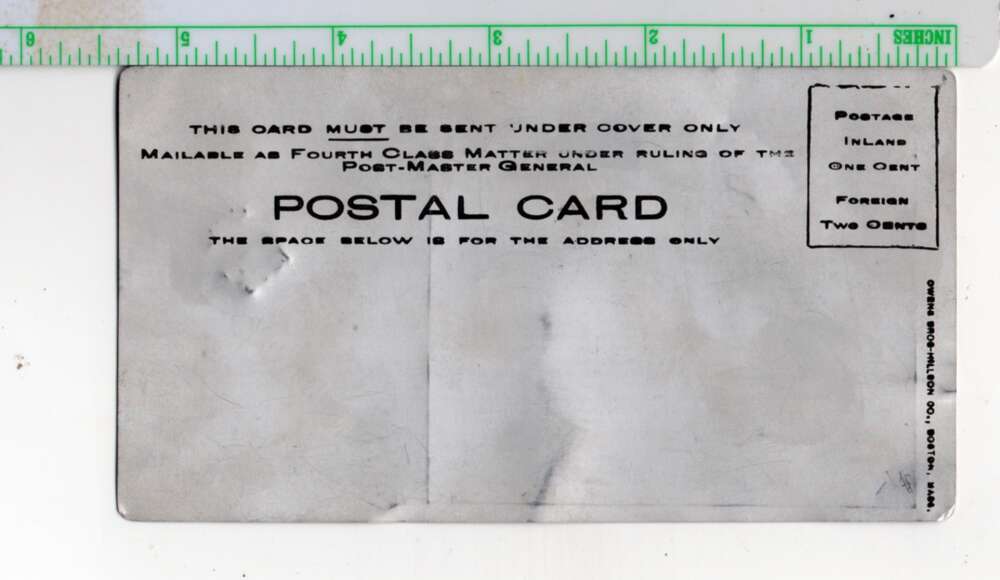 INCHES 1 2 3 4 5 6
THIS CARD MUST BE SENT UNDER COVER ONLY
MAILABLE AS FOURTH CLASS MATTER UNDER RULING OF THE
POST-MASTER GENERAL
POSTAL CARD
THE SPACE BELOW IS FOR THE ADDRESS ONLY
POSTAGE
INLAND
ONE CENT
FOREIGN
TWO CENTS
OWENS BROS-HILLSON CO., BOSTON, MASS.